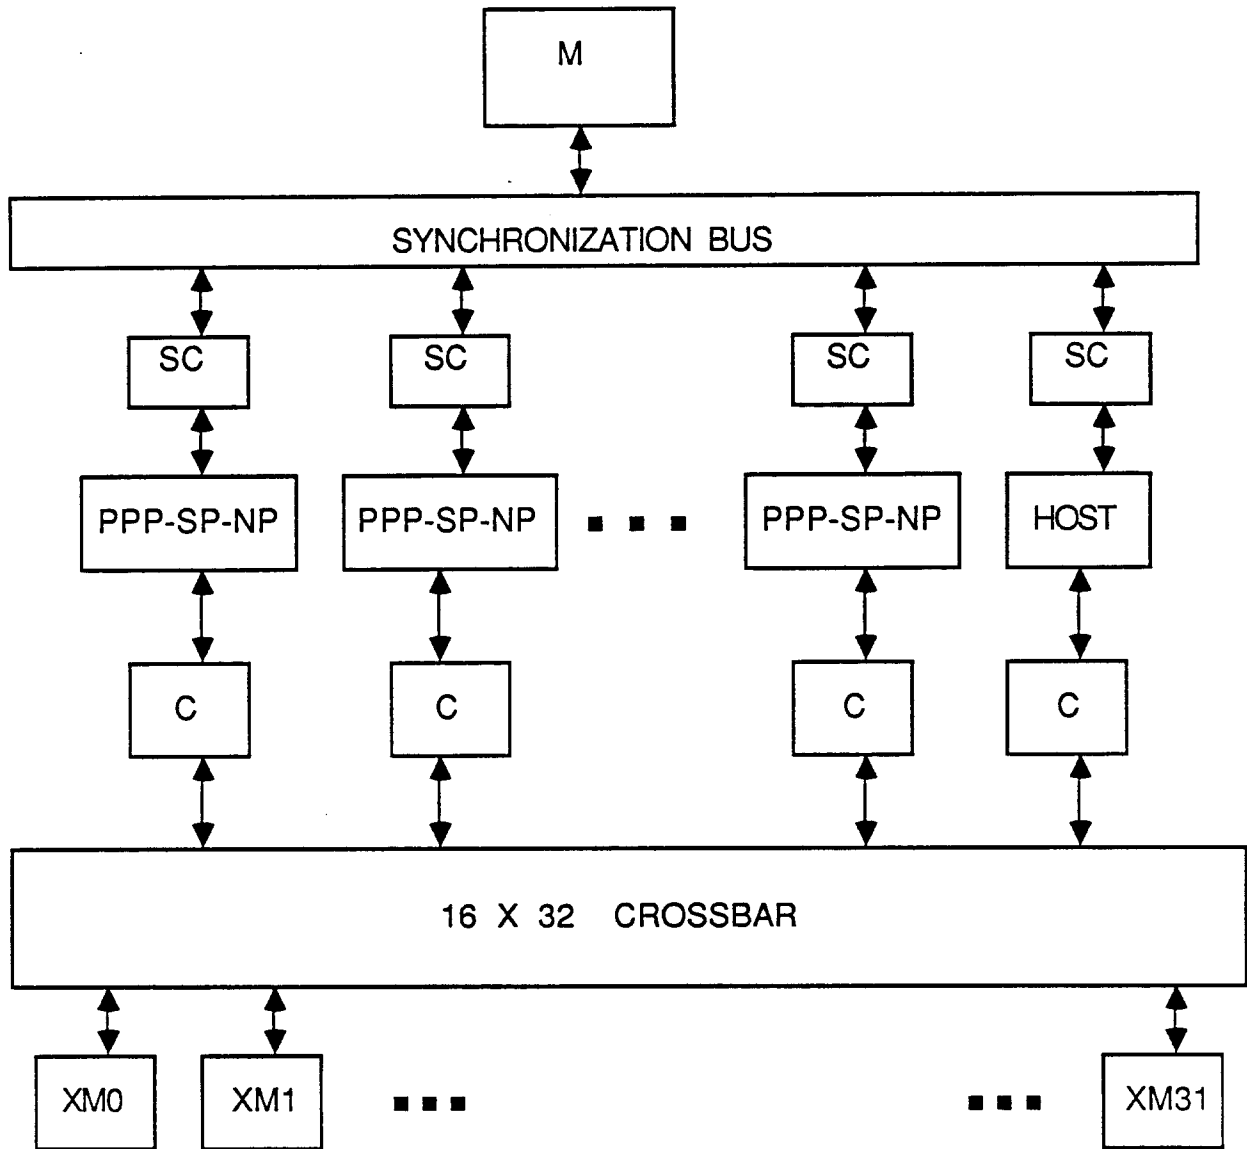 M
SYNCHRONIZATION BUS
SC SC SC SC
PPP-SP-NP PPP-SP-NP PPP-SP-NP HOST
C C C C
16 X 32 CROSSBAR
XM0 XM1 XM31